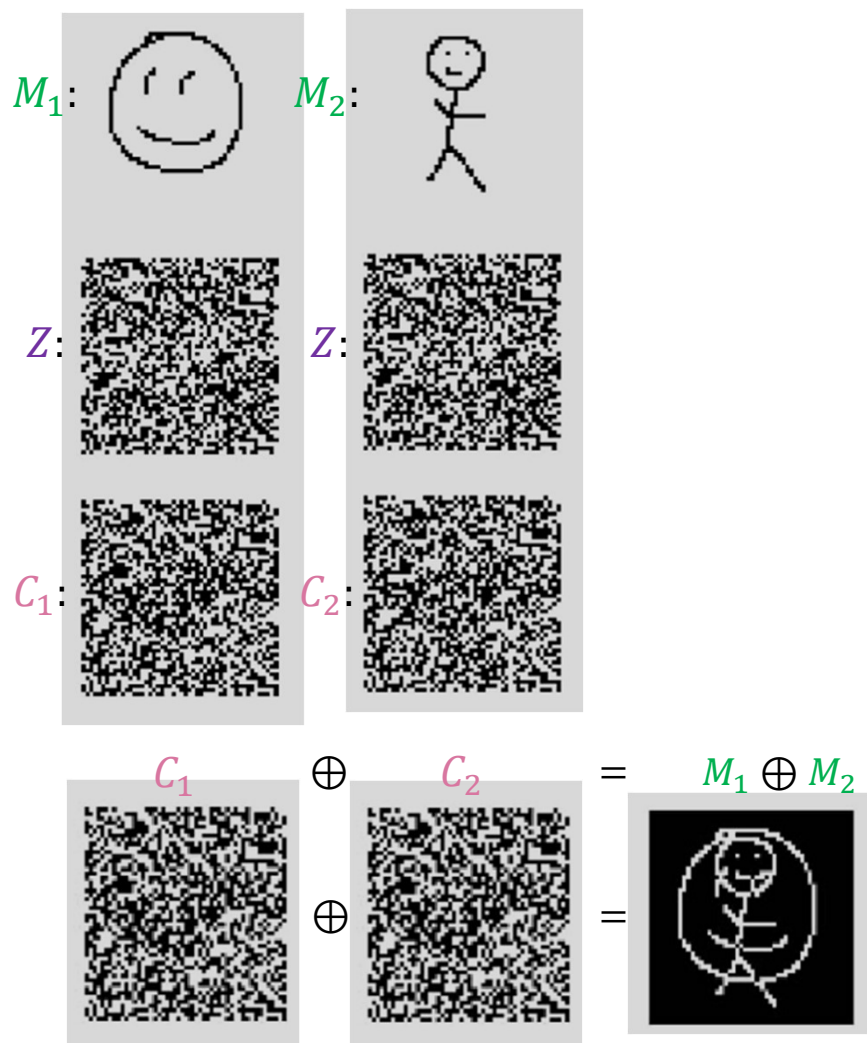 M₁: M₂:
Z: Z:
C₁: C₂:
C₁ ⊕ C₂ = M₁ ⊕ M₂
⊕ =